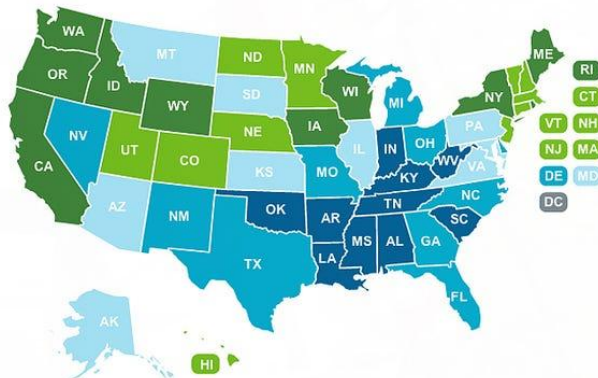 WA
ME
MT
ND
RI
OR
MN
ID
WI
NY
CT
SD
MI
WY
VT NH
IA
PA
NE
NJ MA
NV
OH
IL
IN
UT
DE MD
CO
WV
VA
CA
KS
MO
KY
DC
NC
TN
OK
AZ
NM
AR
SC
MS
AL
GA
TX
LA
FL
AK
HI